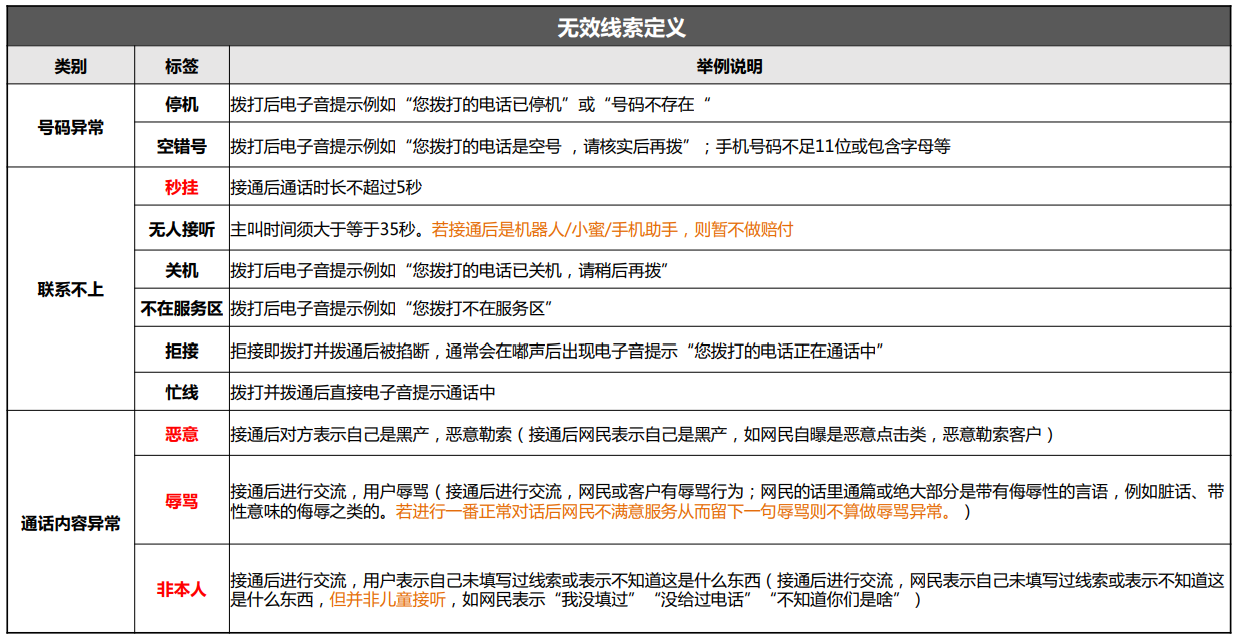 无效线索定义
类别 标签 举例说明
号码异常
停机 拨打后电子音提示例如“您拨打的电话已停机”或“号码不存在“
空错号 拨打后电子音提示例如“您拨打的电话是空号，请核实后再拨”；手机号码不足11位或包含字母等
联系不上
秒挂 接通后通话时长不超过5秒
无人接听 主叫时间须大于等于35秒。若接通后是机器人/小蜜/手机助手，则暂不做赔付
关机 拨打后电子音提示例如“您拨打的电话已关机，请稍后再拨”
不在服务区 拨打后电子音提示例如“您拨打不在服务区”
拒接 拒接即拨打并拨通后被掐断，通常会在嘟声后出现电子音提示“您拨打的电话正在通话中”
忙线 拨打并拨通后直接电子音提示通话中
通话内容异常
恶意 接通后对方表示自己是黑产，恶意勒索（接通后网民表示自己是黑产，如网民自曝是恶意点击类，恶意勒索客户）
辱骂 接通后进行交流，用户辱骂（接通后进行交流，网民或客户有辱骂行为；网民的话里通篇或绝大部分是带有侮辱性的言语，例如脏话、带
性意味的侮辱之类的。若进行一番正常对话后网民不满意服务从而留下一句辱骂则不算做辱骂异常。）
非本人 接通后进行交流，用户表示自己未填写过线索或表示不知道这是什么东西（接通后进行交流，网民表示自己未填写过线索或表示不知道这
是什么东西，但并非儿童接听，如网民表示“我没填过”“没给过电话”“不知道你们是啥”）